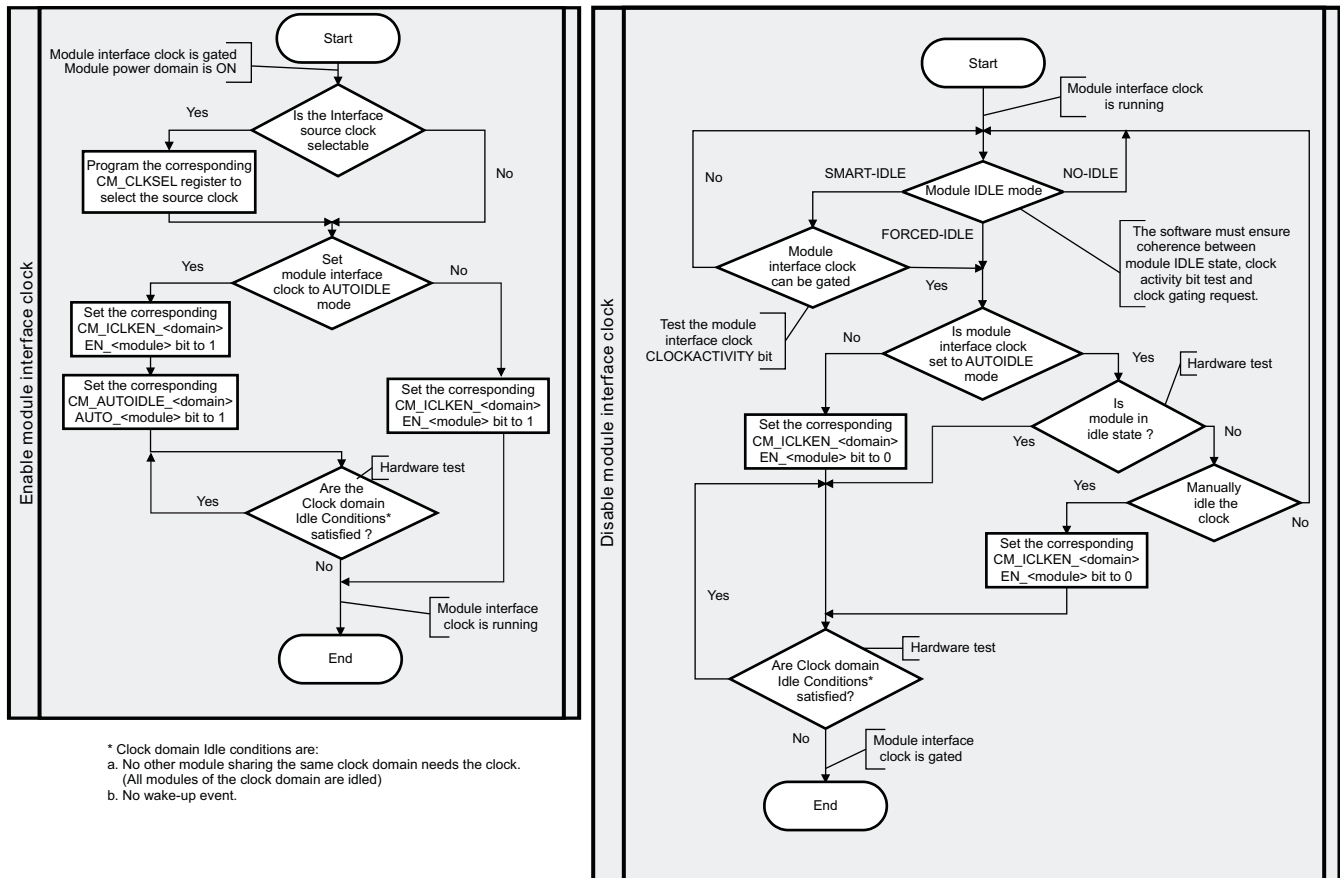 Enable module interface clock
Start
Module interface clock is gated
Module power domain is ON
Is the Interface
source clock
selectable
Yes
No
Program the corresponding
CM_CLKSEL register to
select the source clock
Set
module interface
clock to AUTOIDLE
mode
Yes
No
Set the corresponding
CM_ICLKEN_<domain>
EN_<module> bit to 1
Set the corresponding
CM_AUTOIDLE_<domain>
AUTO_<module> bit to 1
Set the corresponding
CM_ICLKEN_<domain>
EN_<module> bit to 1
Hardware test
Are the
Clock domain
Idle Conditions*
satisfied ?
Yes
No
Module interface
clock is running
End
* Clock domain Idle conditions are:
a. No other module sharing the same clock domain needs the clock.
(All modules of the clock domain are idled)
b. No wake-up event.
Disable module interface clock
Start
Module interface clock
is running
Module IDLE mode
SMART-IDLE
NO-IDLE
FORCED-IDLE
No
Module
interface clock
can be gated
Yes
The software must ensure
coherence between
module IDLE state, clock
activity bit test and
clock gating request.
Test the module
interface clock
CLOCKACTIVITY bit
Is module
interface clock
set to AUTOIDLE
mode
No
Yes
Hardware test
Set the corresponding
CM_ICLKEN_<domain>
EN_<module> bit to 0
Is
module in
idle state ?
Yes
No
Manually
idle the
clock
Yes
No
Set the corresponding
CM_ICLKEN_<domain>
EN_<module> bit to 0
Yes
Hardware test
Are Clock domain
Idle Conditions*
satisfied?
No
Module interface
clock is gated
End